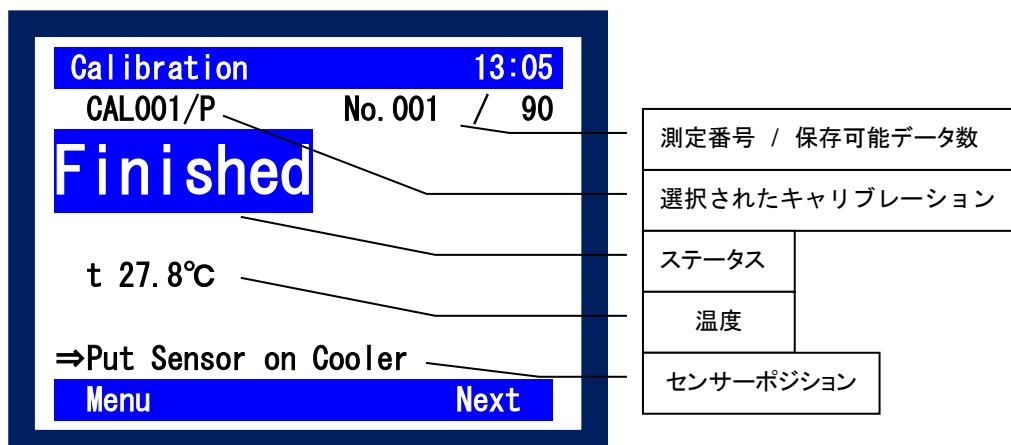 Calibration 13:05
CAL001/P No.001 / 90
Finished
t 27.8℃
⇒Put Sensor on Cooler
Menu Next
測定番号 / 保存可能データ数
選択されたキャリブレーション
ステータス
温度
センサーポジション